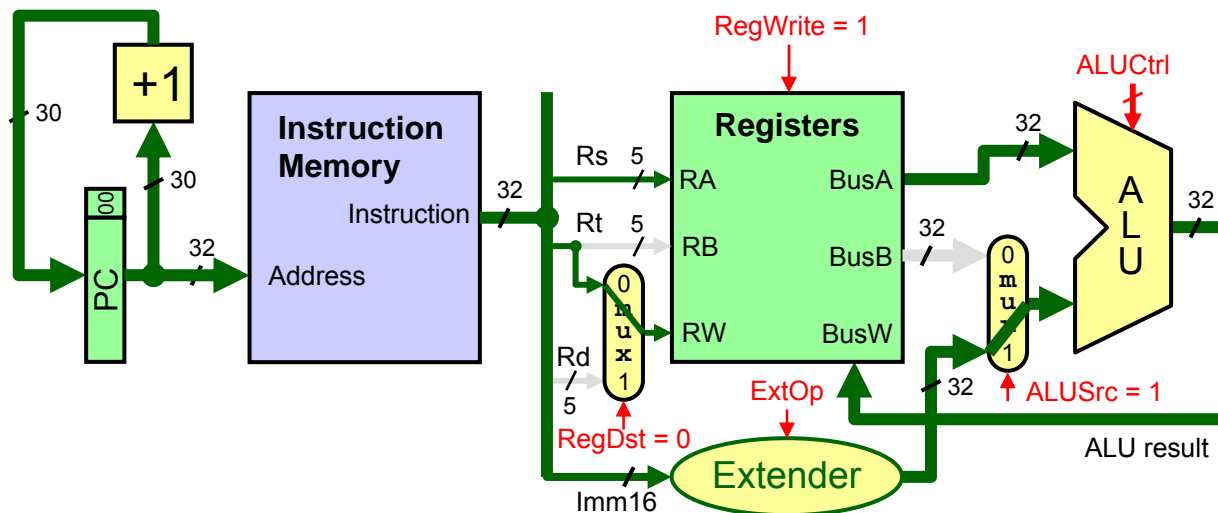 RegWrite = 1
ALUCtrl
+1
30
30
00
PC
32
Instruction
Memory
Instruction
Address
32
Rs
5
Rt
5
Rd
5
0
mux
1
RegDst = 0
Imm16
Registers
RA
RB
RW
BusA
BusB
BusW
ExtOp
Extender
32
32
32
0
mu
1
ALUSrc = 1
A
L
U
32
ALU result